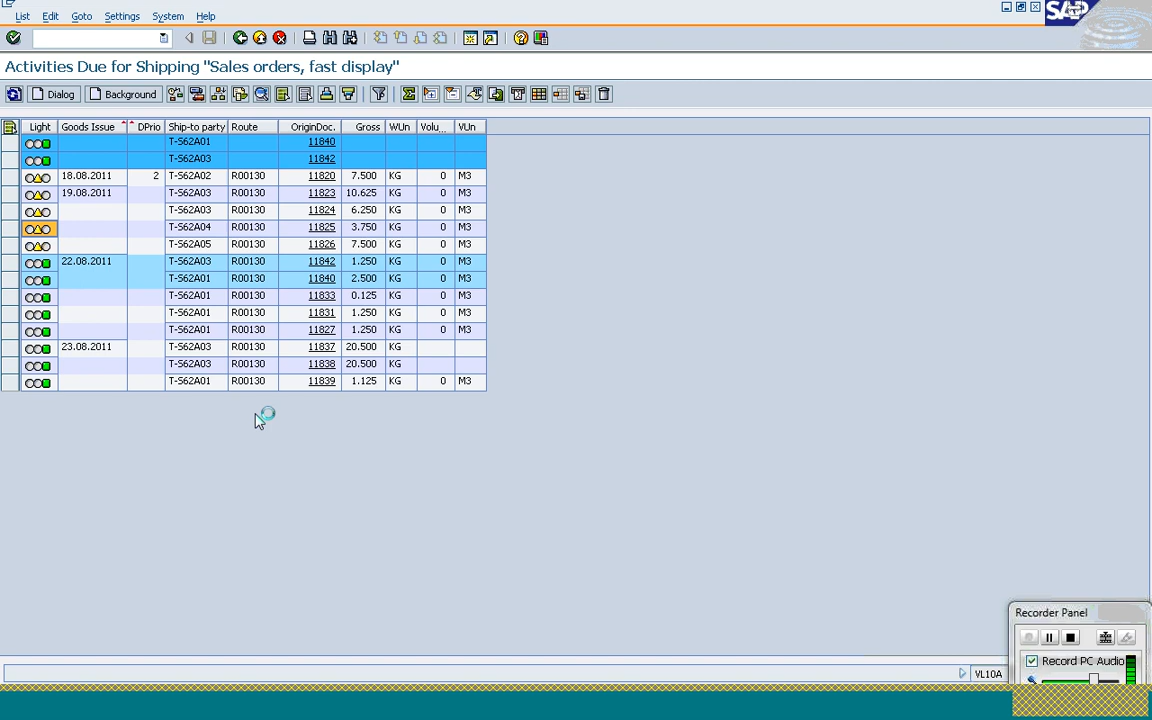 List Edit Goto Settings System Help
SAP
Activities Due for Shipping "Sales orders, fast display"
Dialog Background
Light Goods Issue DPrio Ship-to party Route OriginDoc. Gross WUn Volu... VUn
T-S62A01 11840
T-S62A03 11842
18.08.2011 2 T-S62A02 R00130 11820 7.500 KG 0 M3
19.08.2011 T-S62A03 R00130 11823 10.625 KG 0 M3
T-S62A03 R00130 11824 6.250 KG 0 M3
T-S62A04 R00130 11825 3.750 KG 0 M3
T-S62A05 R00130 11826 7.500 KG 0 M3
22.08.2011 T-S62A03 R00130 11842 1.250 KG 0 M3
T-S62A01 R00130 11840 2.500 KG 0 M3
T-S62A01 R00130 11833 0.125 KG 0 M3
T-S62A01 R00130 11831 1.250 KG 0 M3
T-S62A01 R00130 11827 1.250 KG 0 M3
23.08.2011 T-S62A03 R00130 11837 20.500 KG
T-S62A03 R00130 11838 20.500 KG
T-S62A01 R00130 11839 1.125 KG 0 M3
Recorder Panel
Record PC Audio
VL10A